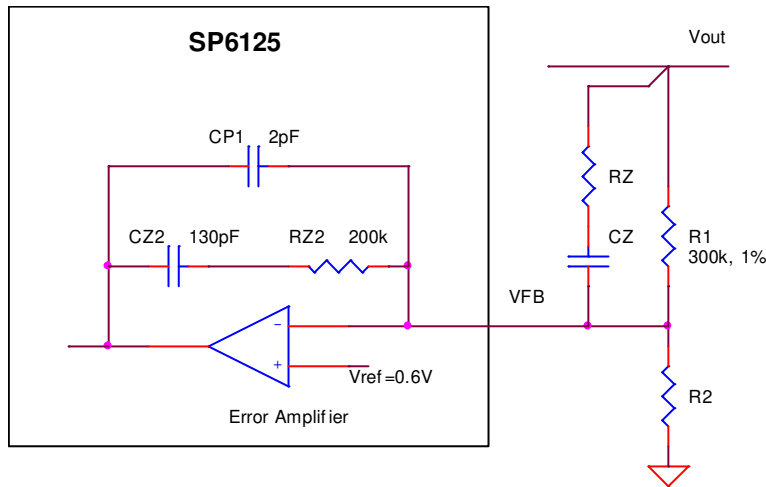 SP6125
Vout
CP1 2pF
RZ
CZ2 130pF RZ2 200k
CZ
R1
300k, 1%
VFB
-
+
Vref=0.6V
R2
Error Amplifier